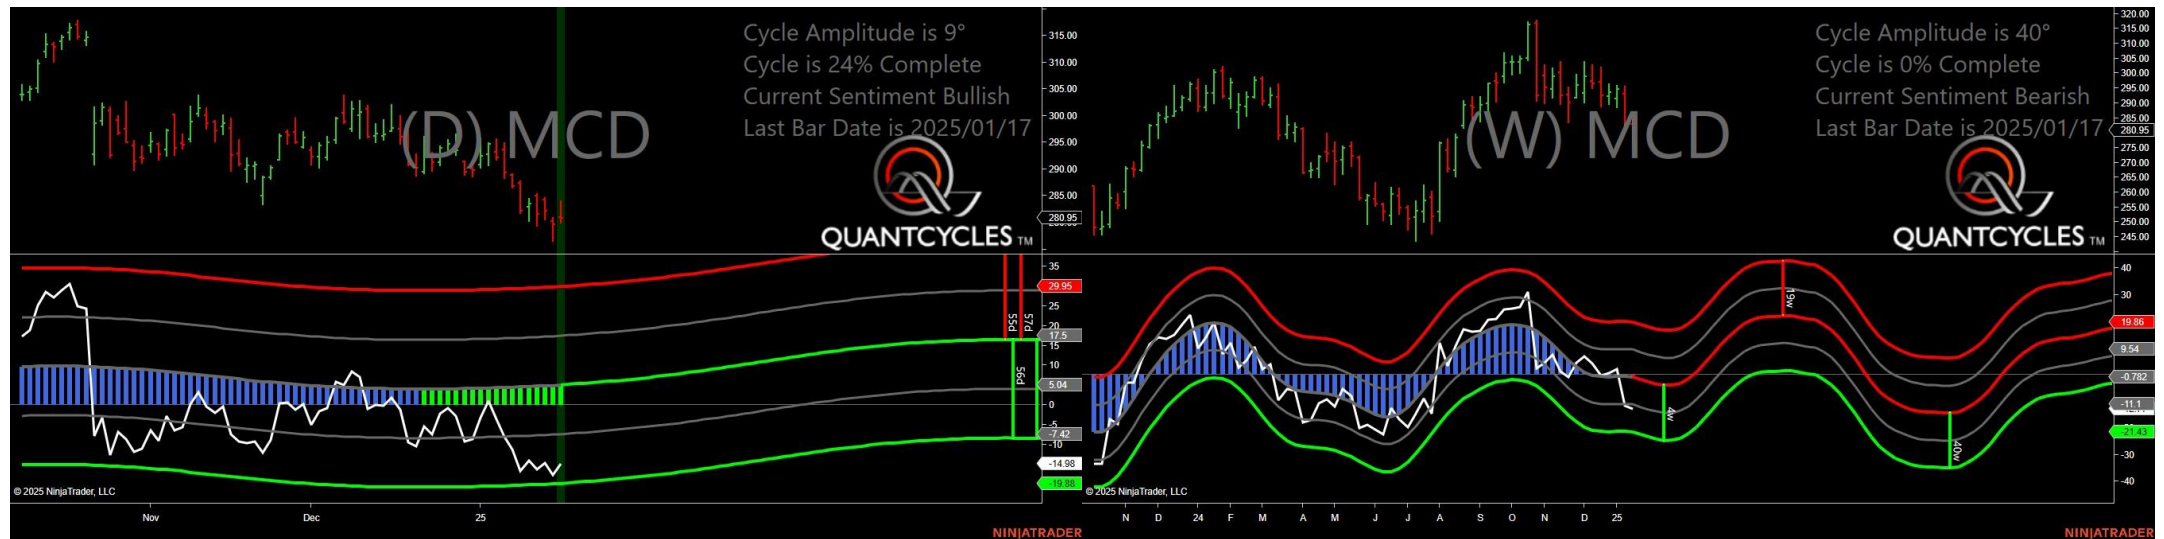 Cycle Amplitude is 9°
Cycle is 24% Complete
Current Sentiment Bullish
Last Bar Date is 2025/01/17
(D) MCD
QUANTCYCLES TM
315.00
310.00
305.00
300.00
295.00
290.00
285.00
280.95
35
29.95
25
20
17.5
15
10
5.04
0
-5
-7.42
-10
-14.98
-19.88
55d
57d
56d
© 2025 NinjaTrader, LLC
Nov Dec 25
NINJATRADER
Cycle Amplitude is 40°
Cycle is 0% Complete
Current Sentiment Bearish
Last Bar Date is 2025/01/17
(W) MCD
QUANTCYCLES TM
320.00
315.00
310.00
305.00
300.00
295.00
290.00
285.00
280.95
275.00
270.00
265.00
260.00
255.00
250.00
245.00
40
30
19.86
9.54
-0.782
-11.1
-21.43
-30
-40
19w
4w
40w
© 2025 NinjaTrader, LLC
N D 24 F M A M J J A S O N D 25
NINJATRADER